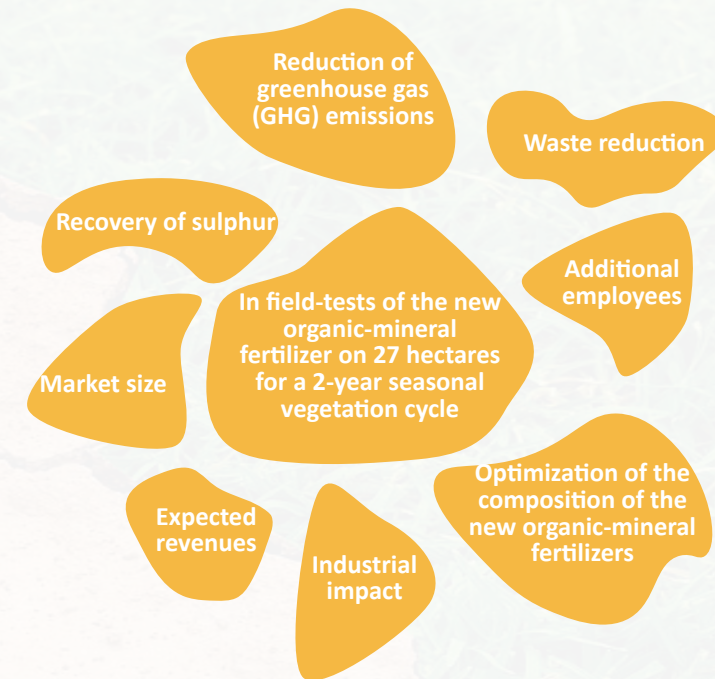 Reduction of
greenhouse gas
(GHG) emissions
Waste reduction
Recovery of sulphur
Additional
employees
In field-tests of the new
organic-mineral
fertilizer on 27 hectares
for a 2-year seasonal
vegetation cycle
Market size
Optimization of the
composition of the
new organic-mineral
fertilizers
Expected
revenues
Industrial
impact